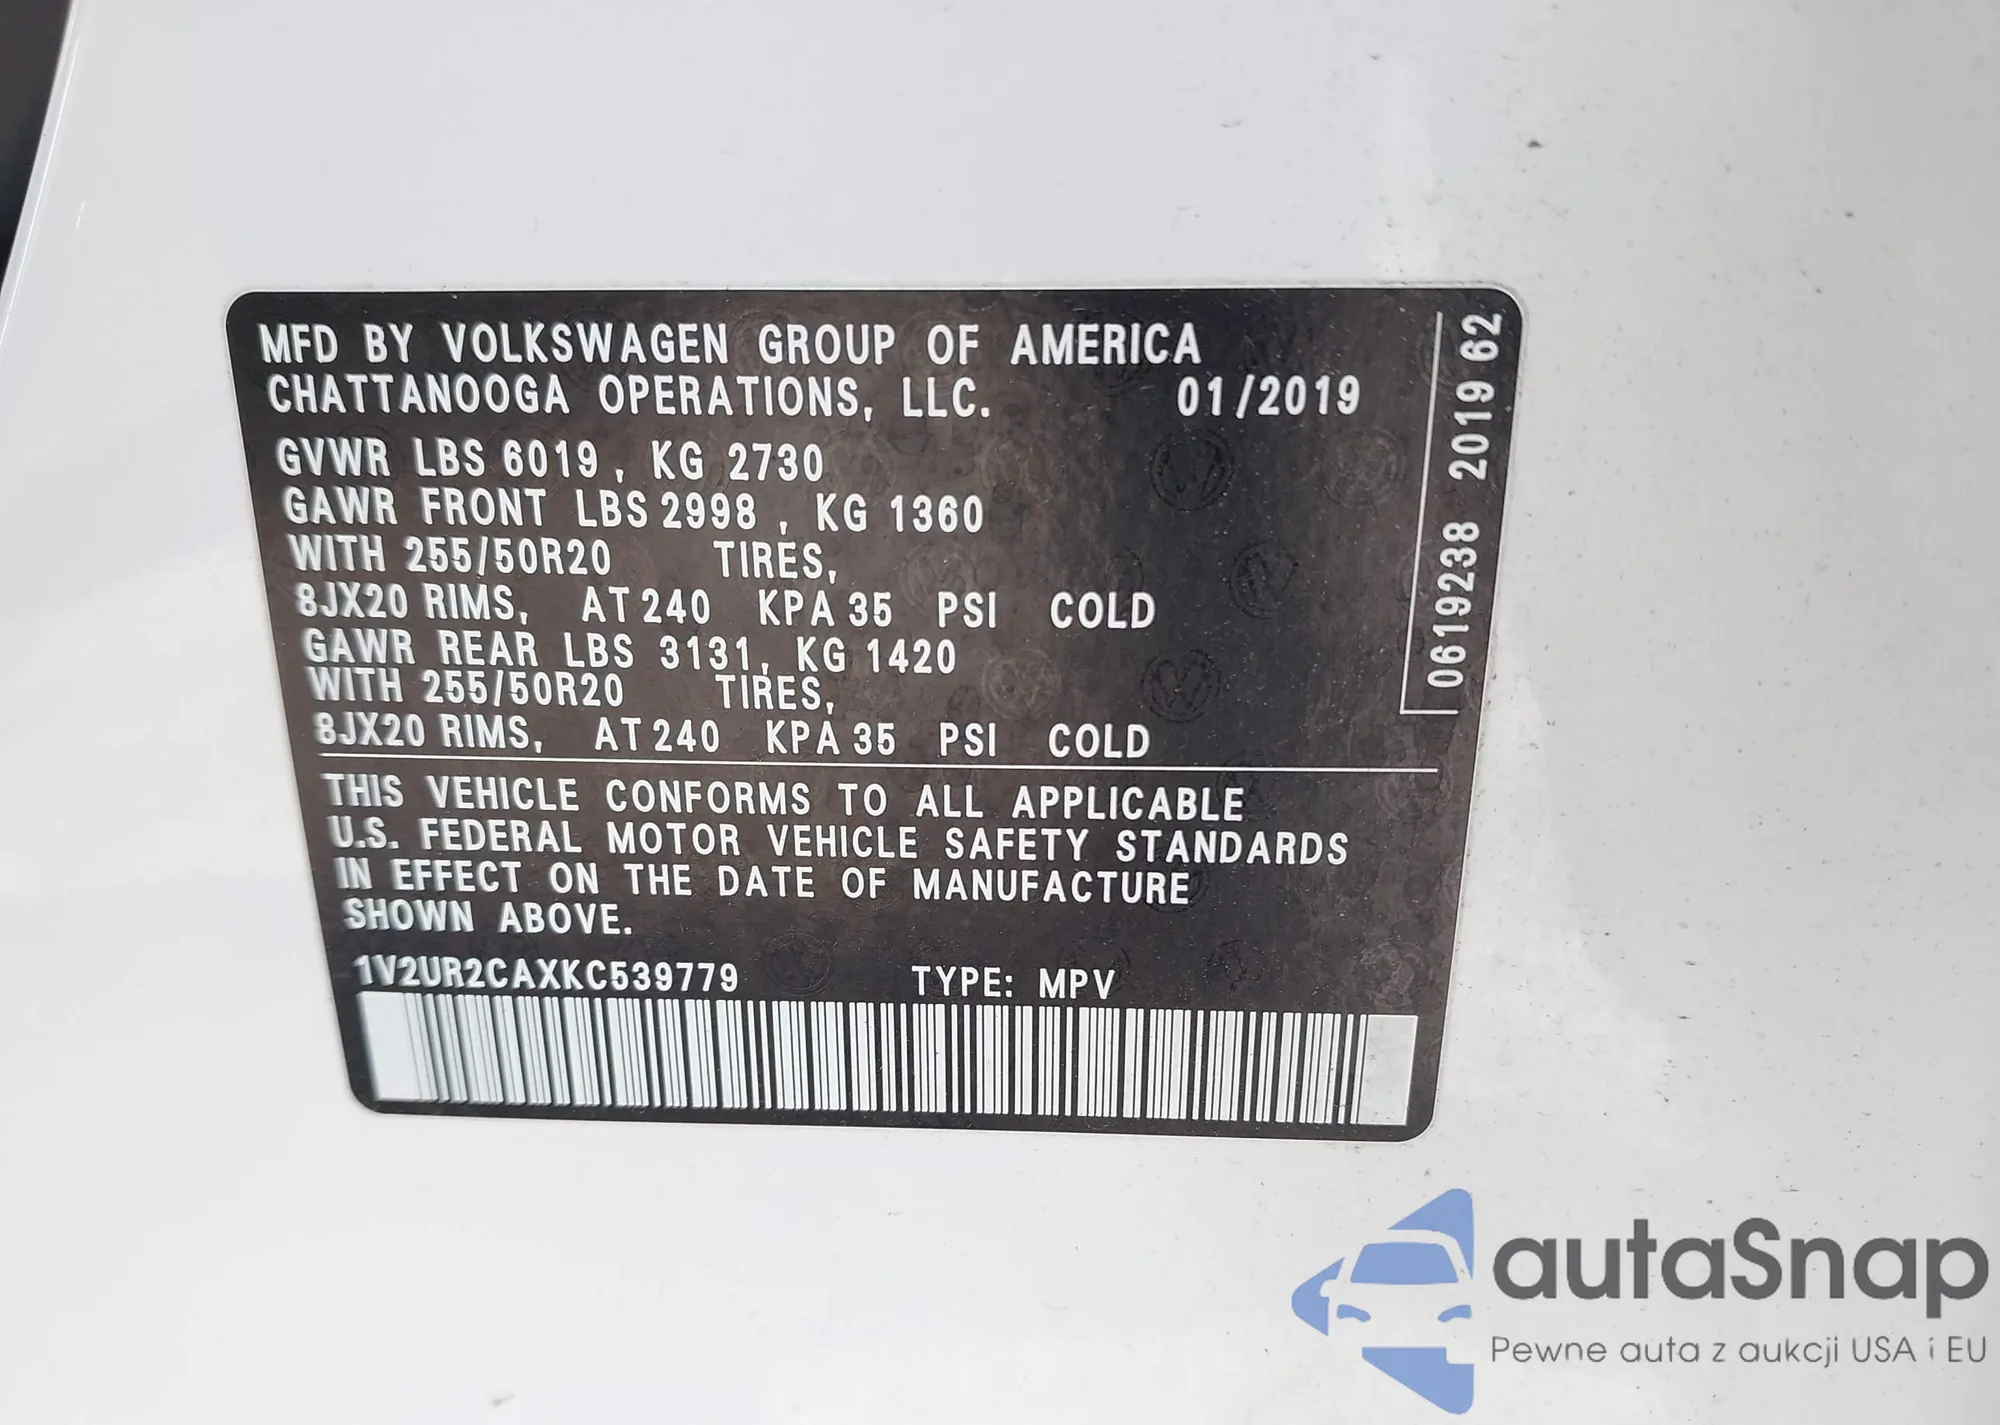 MFD BY VOLKSWAGEN GROUP OF AMERICA
CHATTANOOGA OPERATIONS, LLC. 01/2019
GVWR LBS 6019 , KG 2730
GAWR FRONT LBS 2998 , KG 1360
WITH 255/50R20 TIRES,
8JX20 RIMS, AT 240 KPA 35 PSI COLD
GAWR REAR LBS 3131, KG 1420
WITH 255/50R20 TIRES,
8JX20 RIMS, AT 240 KPA 35 PSI COLD
THIS VEHICLE CONFORMS TO ALL APPLICABLE
U.S. FEDERAL MOTOR VEHICLE SAFETY STANDARDS
IN EFFECT ON THE DATE OF MANUFACTURE
SHOWN ABOVE.
1V2UR2CAXKC539779 TYPE: MPV
0619238 2019 62
autaSnap
Pewne auta z aukcji USA i EU